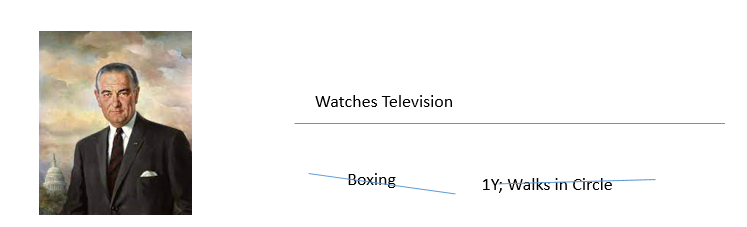 Watches Television
Boxing
1Y; Walks in Circle